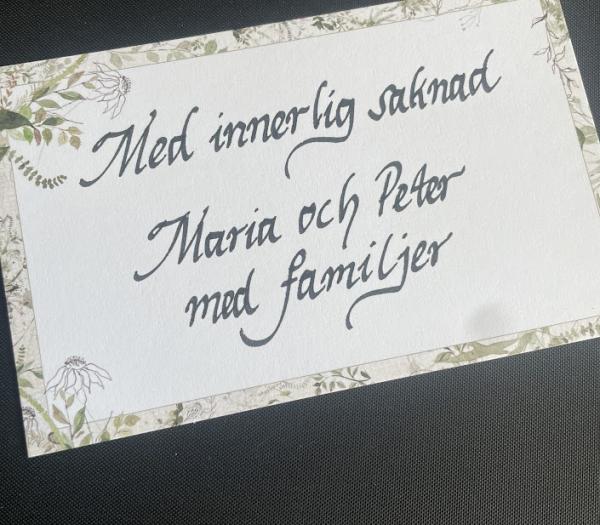 Med innerlig saknad
Maria och Peter
med familjer